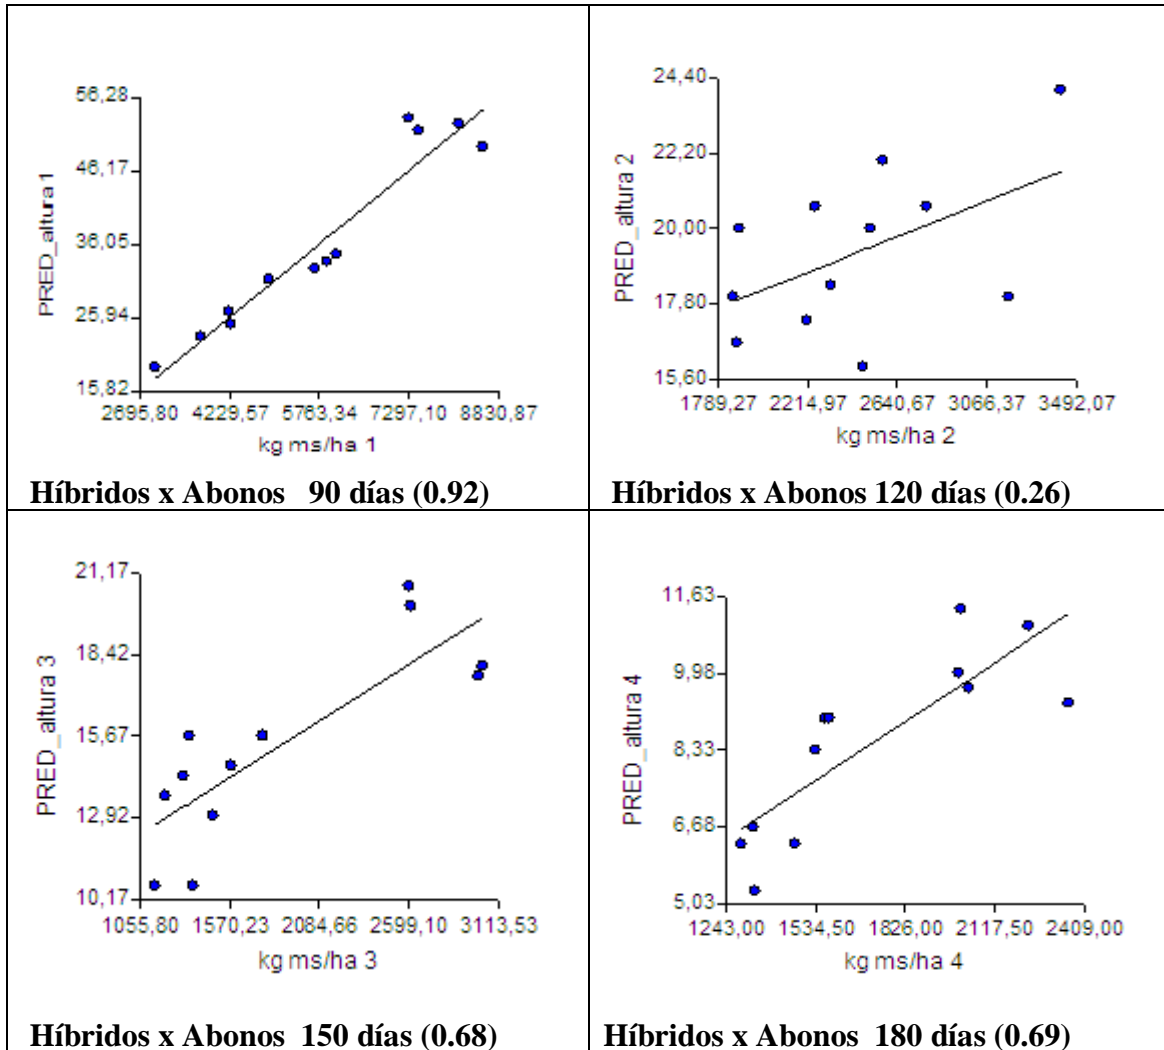 56,28
46,17
36,05
25,94
15,82
PRED_altura 1
2695,80 4229,57 5763,34 7297,10 8830,87
kg ms/ha 1
Híbridos x Abonos 90 días (0.92)
24,40
22,20
20,00
17,80
15,60
PRED_altura 2
1789,27 2214,97 2640,67 3066,37 3492,07
kg ms/ha 2
Híbridos x Abonos 120 días (0.26)
21,17
18,42
15,67
12,92
10,17
PRED_altura 3
1055,80 1570,23 2084,66 2599,10 3113,53
kg ms/ha 3
Híbridos x Abonos 150 días (0.68)
11,63
9,98
8,33
6,68
5,03
PRED_altura 4
1243,00 1534,50 1826,00 2117,50 2409,00
kg ms/ha 4
Híbridos x Abonos 180 días (0.69)